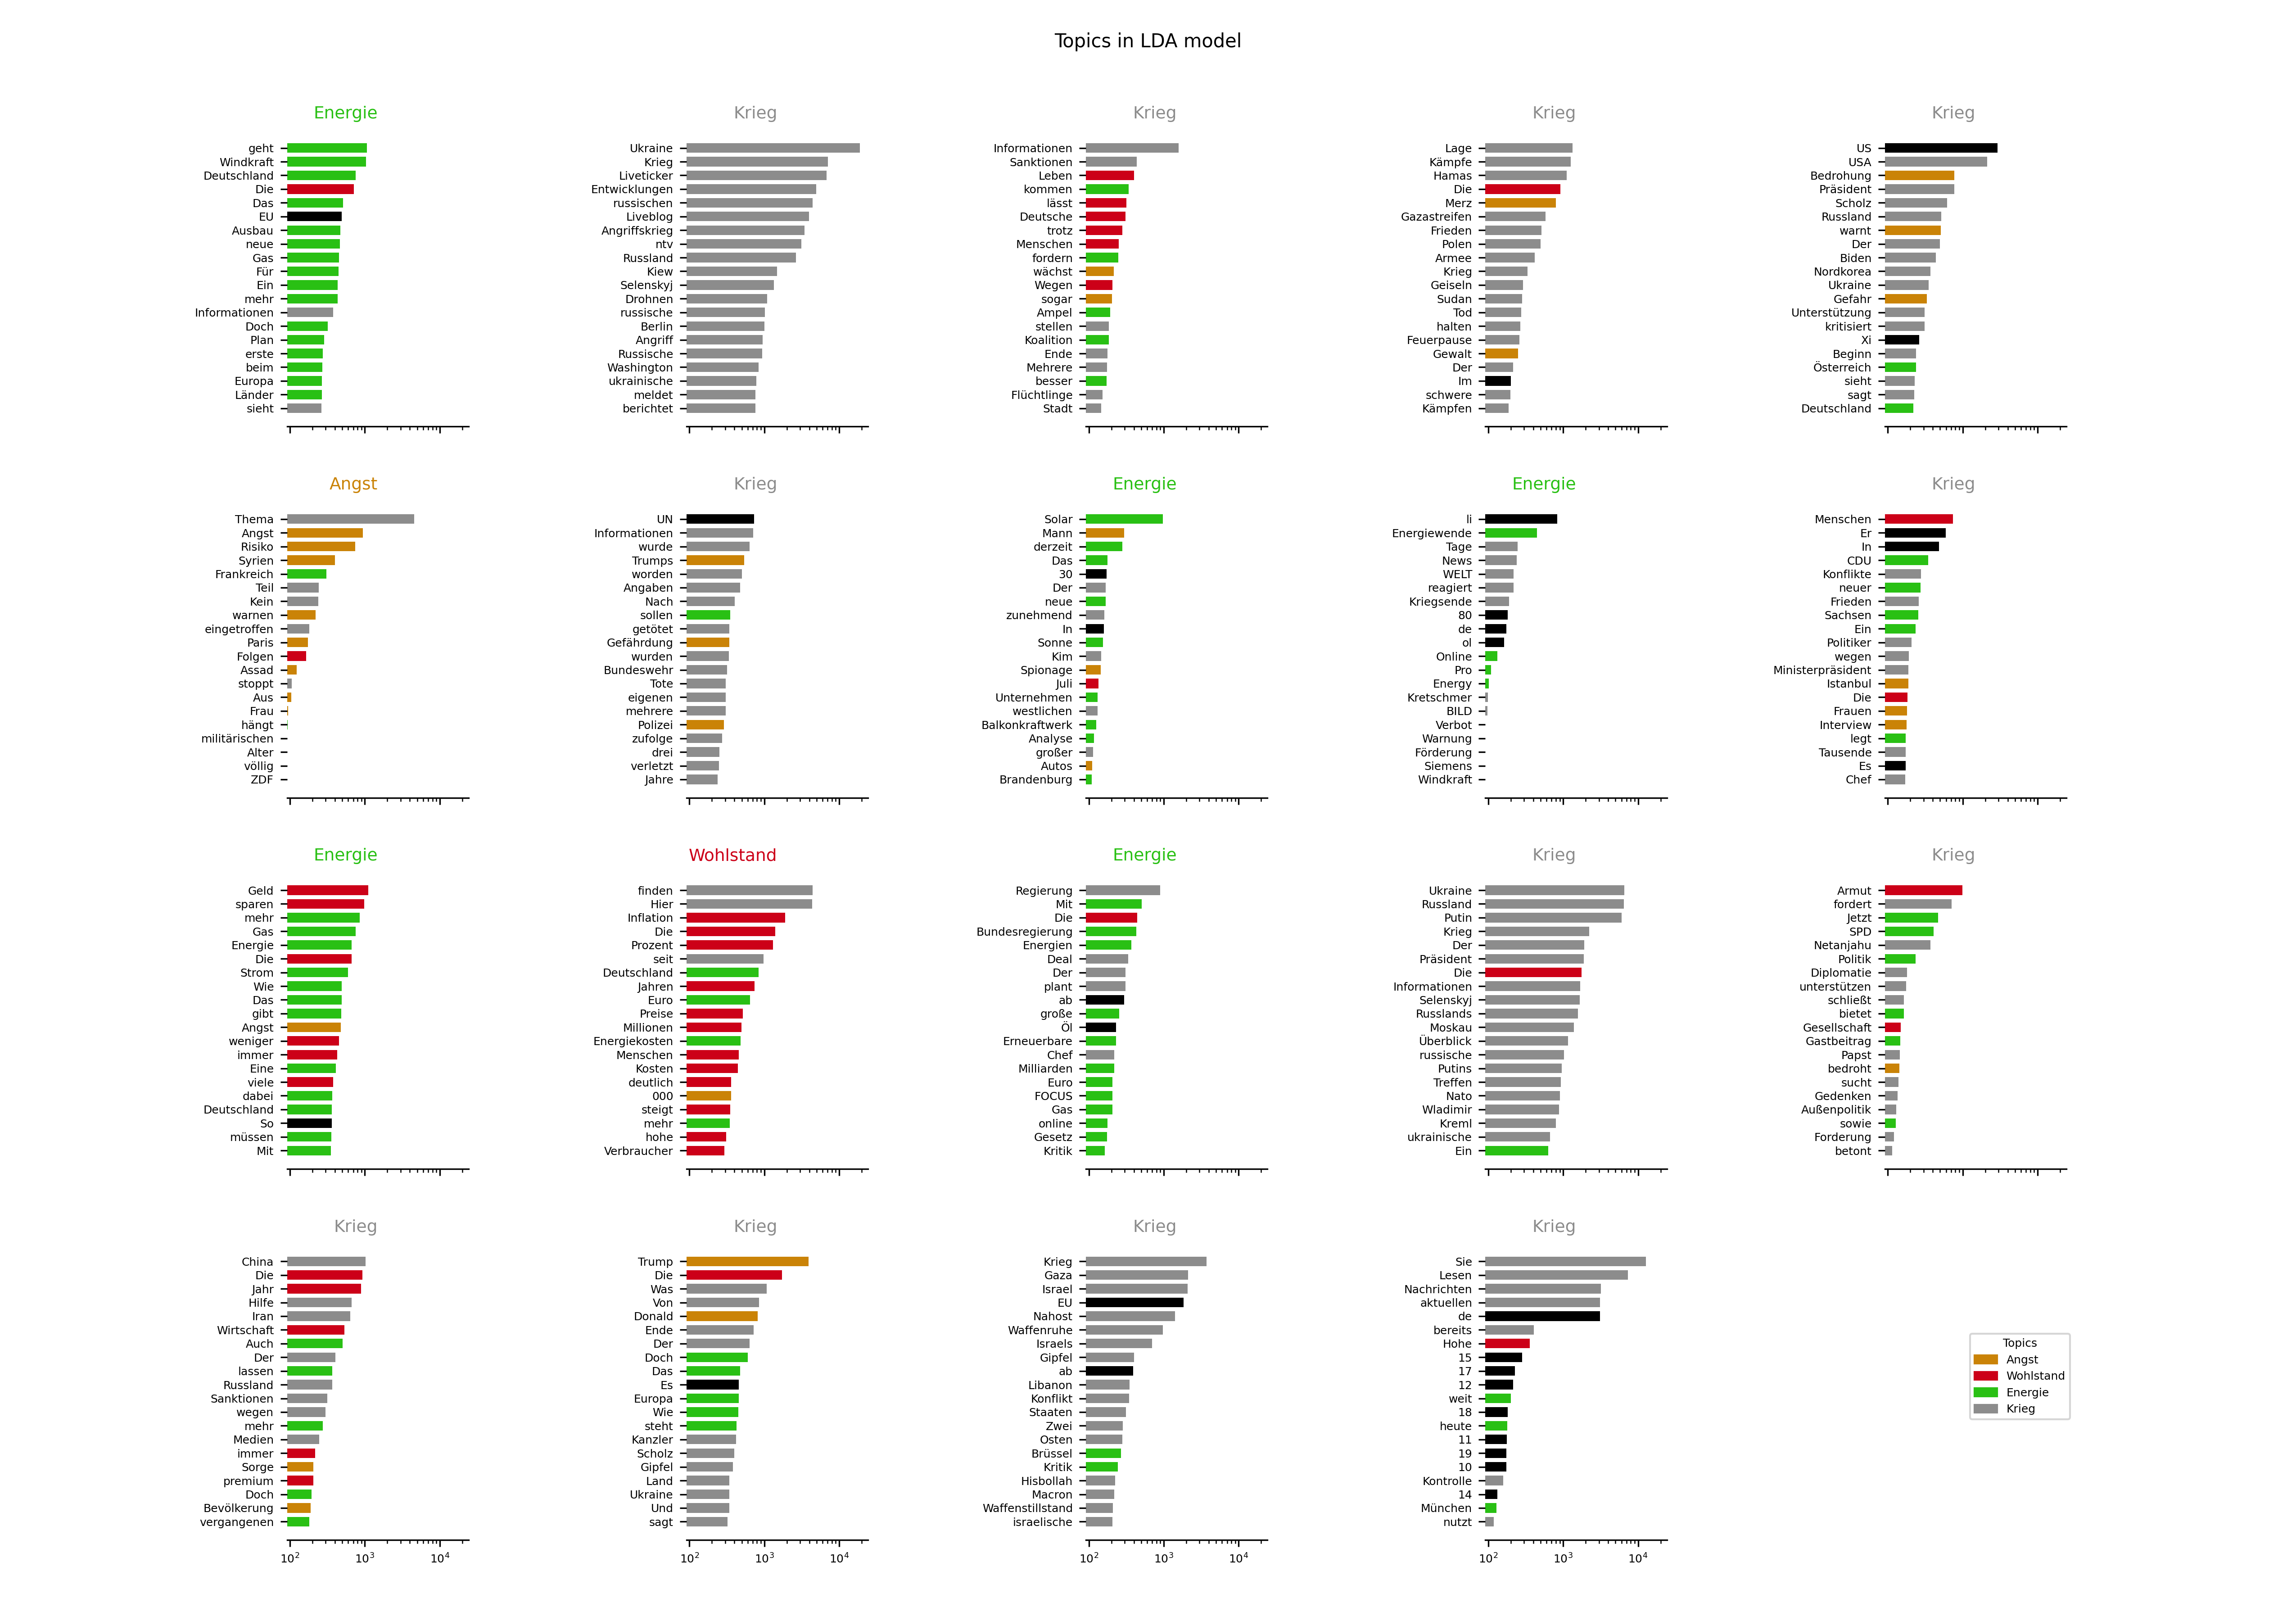 Topics in LDA model
Energie
geht
Windkraft
Deutschland
Die
Das
EU
Ausbau
neue
Gas
Für
Ein
mehr
Informationen
Doch
Plan
erste
beim
Europa
Länder
sieht
Krieg
Ukraine
Krieg
Liveticker
Entwicklungen
russischen
Liveblog
Angriffskrieg
ntv
Russland
Kiew
Selenskyj
Drohnen
russische
Berlin
Angriff
Russische
Washington
ukrainische
meldet
berichtet
Krieg
Informationen
Sanktionen
Leben
kommen
lässt
Deutsche
trotz
Menschen
fordern
wächst
Wegen
sogar
Ampel
stellen
Koalition
Ende
Mehrere
besser
Flüchtlinge
Stadt
Krieg
Lage
Kämpfe
Hamas
Die
Merz
Gazastreifen
Frieden
Polen
Armee
Krieg
Geiseln
Sudan
Tod
halten
Feuerpause
Gewalt
Der
Im
schwere
Kämpfen
Krieg
US
USA
Bedrohung
Präsident
Scholz
Russland
warnt
Der
Biden
Nordkorea
Ukraine
Gefahr
Unterstützung
kritisiert
Xi
Beginn
Österreich
sieht
sagt
Deutschland
Angst
Thema
Angst
Risiko
Syrien
Frankreich
Teil
Kein
warnen
eingetroffen
Paris
Folgen
Assad
stoppt
Aus
Frau
hängt
militärischen
Alter
völlig
ZDF
Krieg
UN
Informationen
wurde
Trumps
worden
Angaben
Nach
sollen
getötet
Gefährdung
wurden
Bundeswehr
Tote
eigenen
mehrere
Polizei
zufolge
drei
verletzt
Jahre
Energie
Solar
Mann
derzeit
Das
30
Der
neue
zunehmend
In
Sonne
Kim
Spionage
Juli
Unternehmen
westlichen
Balkonkraftwerk
Analyse
großer
Autos
Brandenburg
Energie
li
Energiewende
Tage
News
WELT
reagiert
Kriegsende
80
de
ol
Online
Pro
Energy
Kretschmer
BILD
Verbot
Warnung
Förderung
Siemens
Windkraft
Krieg
Menschen
Er
In
CDU
Konflikte
neuer
Frieden
Sachsen
Ein
Politiker
wegen
Ministerpräsident
Istanbul
Die
Frauen
Interview
legt
Tausende
Es
Chef
Energie
Geld
sparen
mehr
Gas
Energie
Die
Strom
Wie
Das
gibt
Angst
weniger
immer
Eine
viele
dabei
Deutschland
So
müssen
Mit
Wohlstand
finden
Hier
Inflation
Die
Prozent
seit
Deutschland
Jahren
Euro
Preise
Millionen
Energiekosten
Menschen
Kosten
deutlich
000
steigt
mehr
hohe
Verbraucher
Energie
Regierung
Mit
Die
Bundesregierung
Energien
Deal
Der
plant
ab
große
Öl
Erneuerbare
Chef
Milliarden
Euro
FOCUS
Gas
online
Gesetz
Kritik
Krieg
Ukraine
Russland
Putin
Krieg
Der
Präsident
Die
Informationen
Selenskyj
Russlands
Moskau
Überblick
russische
Putins
Treffen
Nato
Wladimir
Kreml
ukrainische
Ein
Krieg
Armut
fordert
Jetzt
SPD
Netanjahu
Politik
Diplomatie
unterstützen
schließt
bietet
Gesellschaft
Gastbeitrag
Papst
bedroht
sucht
Gedenken
Außenpolitik
sowie
Forderung
betont
Krieg
China
Die
Jahr
Hilfe
Iran
Wirtschaft
Auch
Der
lassen
Russland
Sanktionen
wegen
mehr
Medien
immer
Sorge
premium
Doch
Bevölkerung
vergangenen
10² 10³ 10⁴
Krieg
Trump
Die
Was
Von
Donald
Ende
Der
Doch
Das
Es
Europa
Wie
steht
Kanzler
Scholz
Gipfel
Land
Ukraine
Und
sagt
10² 10³ 10⁴
Krieg
Krieg
Gaza
Israel
EU
Nahost
Waffenruhe
Israels
Gipfel
ab
Libanon
Konflikt
Staaten
Zwei
Osten
Brüssel
Kritik
Hisbollah
Macron
Waffenstillstand
israelische
10² 10³ 10⁴
Krieg
Sie
Lesen
Nachrichten
aktuellen
de
bereits
Hohe
15
17
12
weit
18
heute
11
19
10
Kontrolle
14
München
nutzt
10² 10³ 10⁴
Topics
Angst
Wohlstand
Energie
Krieg